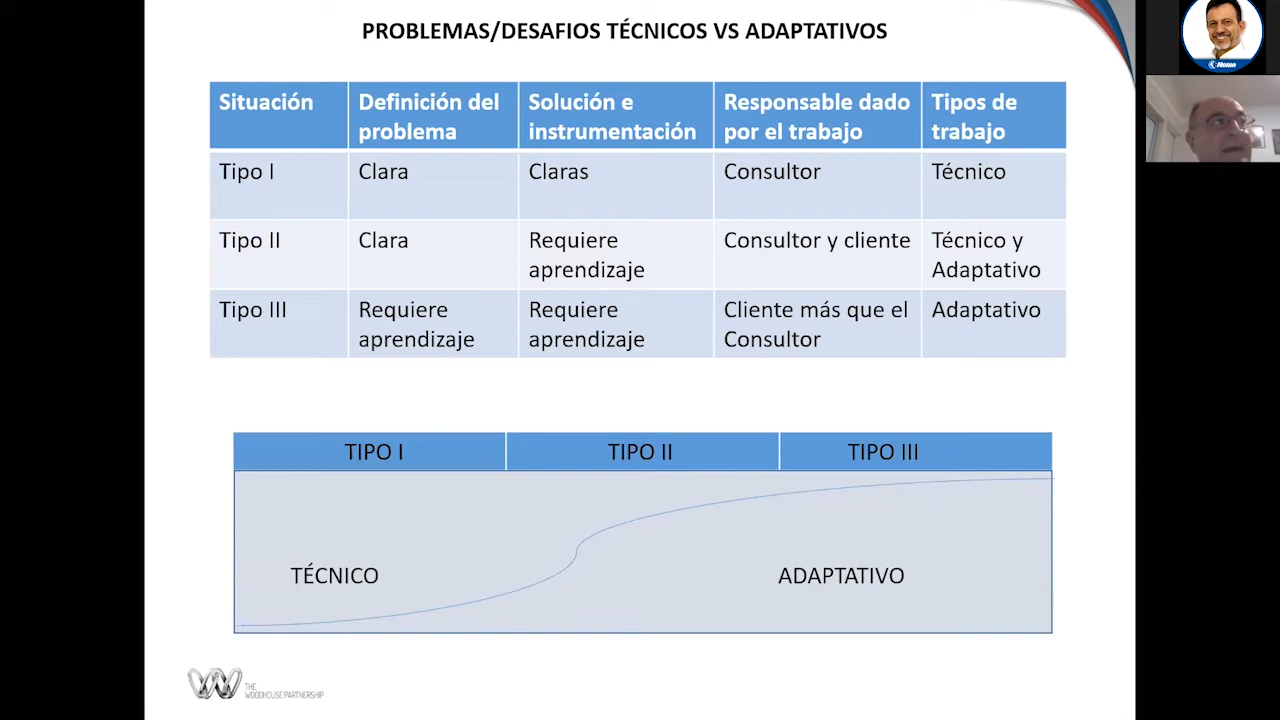 PROBLEMAS/DESAFIOS TÉCNICOS VS ADAPTATIVOS
Situación
Definición del
problema
Solución e
instrumentación
Responsable dado
por el trabajo
Tipos de
trabajo
Tipo I
Clara
Claras
Consultor
Técnico
Tipo II
Clara
Requiere
aprendizaje
Consultor y cliente
Técnico y
Adaptativo
Tipo III
Requiere
aprendizaje
Requiere
aprendizaje
Cliente más que el
Consultor
Adaptativo
TIPO I
TIPO II
TIPO III
TÉCNICO
ADAPTATIVO
THE
WOODHOUSE PARTNERSHIP